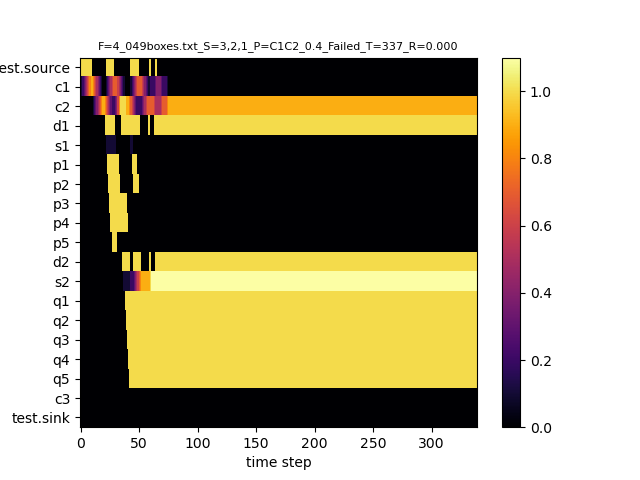 F=4_049boxes.txt_S=3,2,1_P=C1C2_0.4_Failed_T=337_R=0.000
est.source
c1
c2
d1
s1
p1
p2
p3
p4
p5
d2
s2
q1
q2
q3
q4
q5
c3
test.sink
0 50 100 150 200 250 300
time step
1.0
0.8
0.6
0.4
0.2
0.0